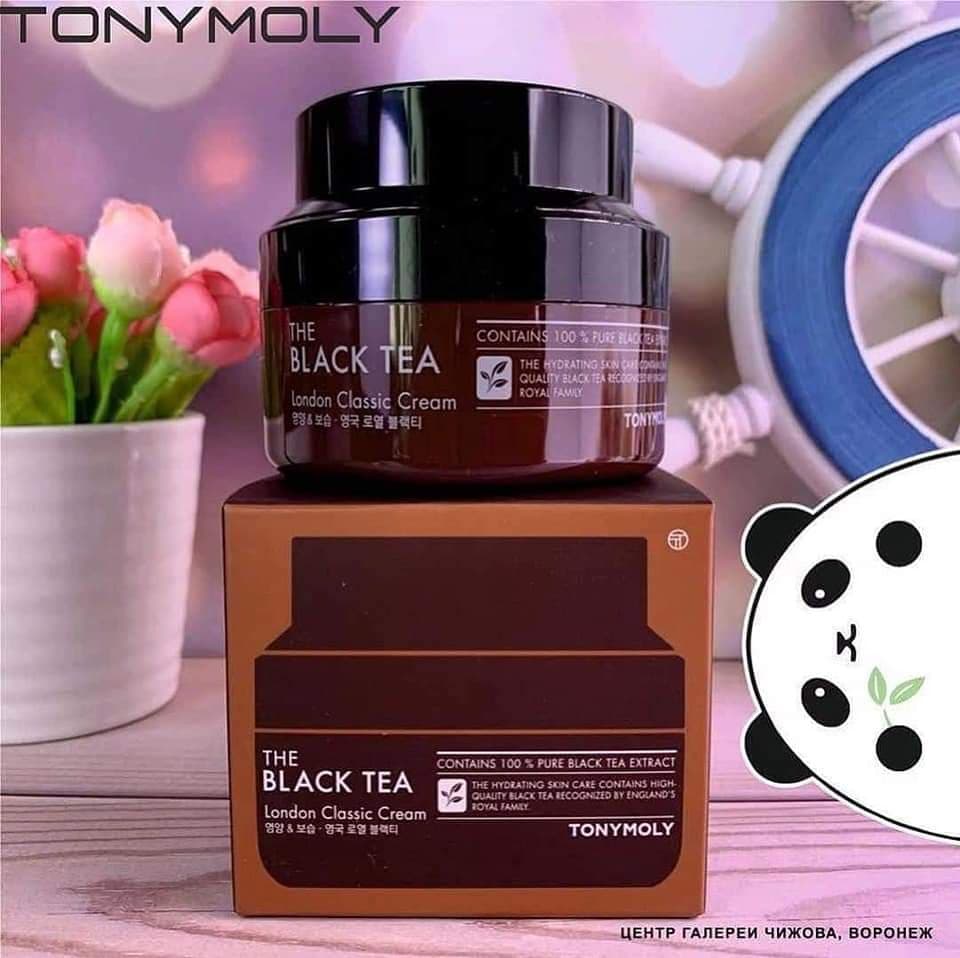 TONYMOLY
THE
BLACK TEA
London Classic Cream
영양 & 보습 · 영국 로열 블랙티
CONTAINS 100 % PURE BLACK TEA
THE HYDRATING SKIN CARE CONTAINS
QUALITY BLACK TEA RECOGNIZED BY
ROYAL FAMILY.
TONYMOLY
THE
BLACK TEA
London Classic Cream
영양 & 보습 · 영국 로열 블랙티
CONTAINS 100 % PURE BLACK TEA EXTRACT
THE HYDRATING SKIN CARE CONTAINS HIGH-
QUALITY BLACK TEA RECOGNIZED BY ENGLAND'S
ROYAL FAMILY.
TONYMOLY
ЦЕНТР ГАЛЕРЕИ ЧИЖОВА, ВОРОНЕЖ